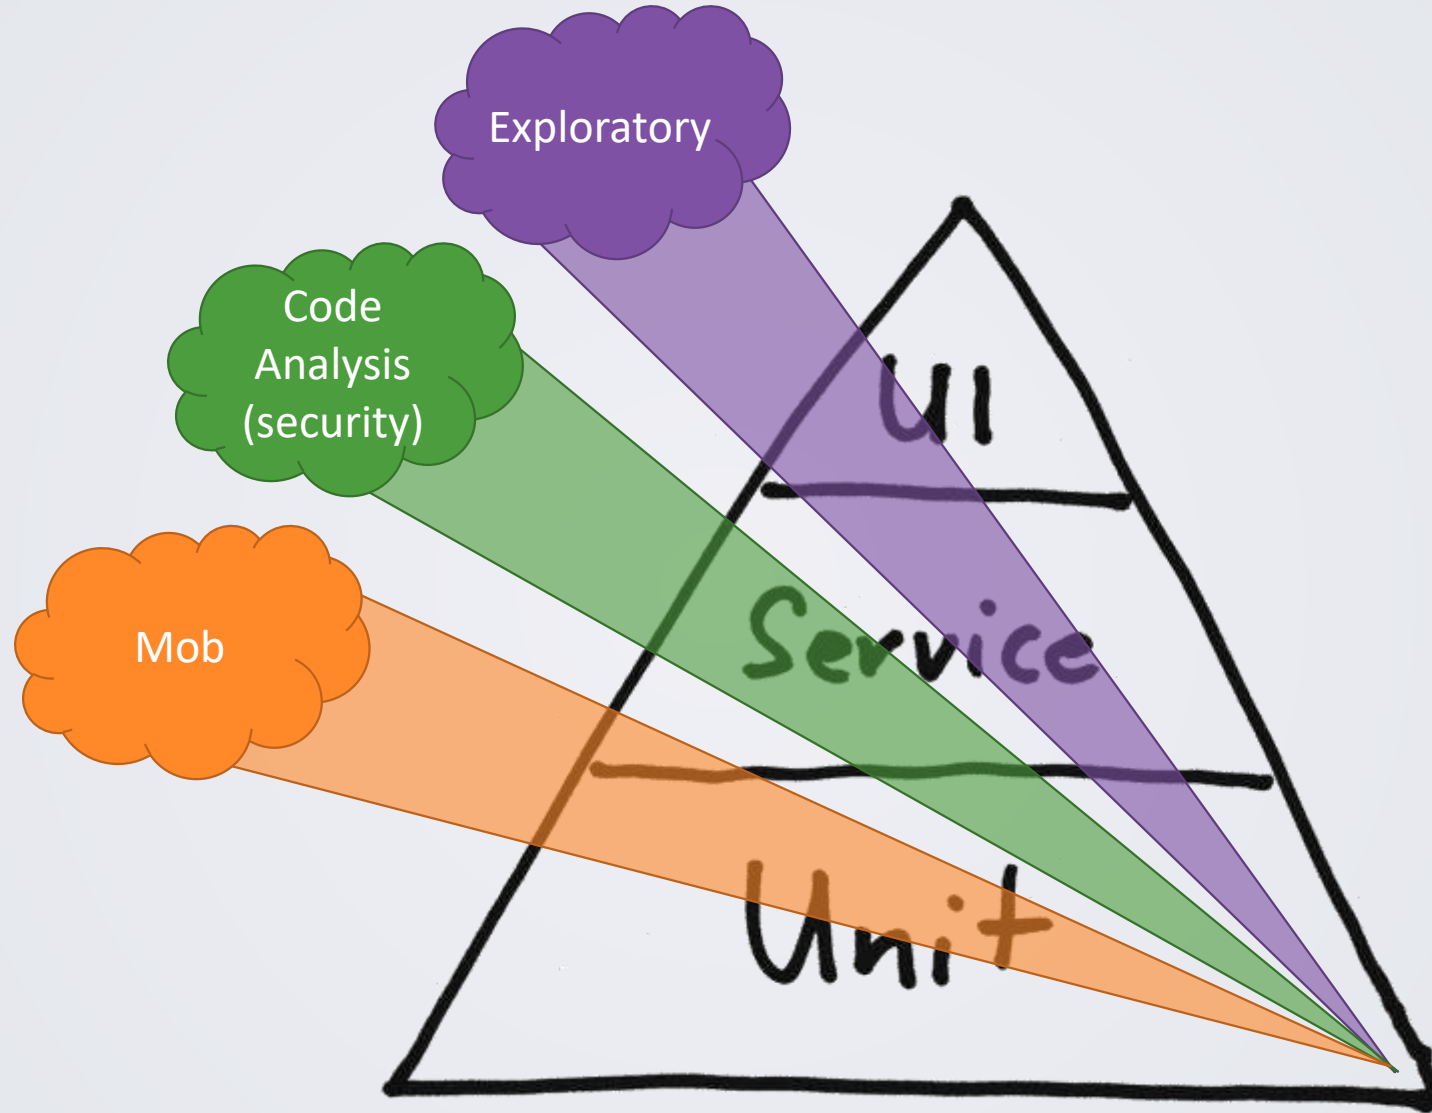 Exploratory
Code
Analysis
(security)
Mob
UI
Service
Unit